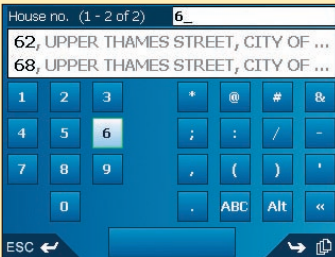 House no. (1 - 2 of 2) 6_
62, UPPER THAMES STREET, CITY OF ...
68, UPPER THAMES STREET, CITY OF ...
1 2 3 * @ # &
4 5 6 ; : / -
7 8 9 , ( ) '
0 . ABC Alt «
ESC